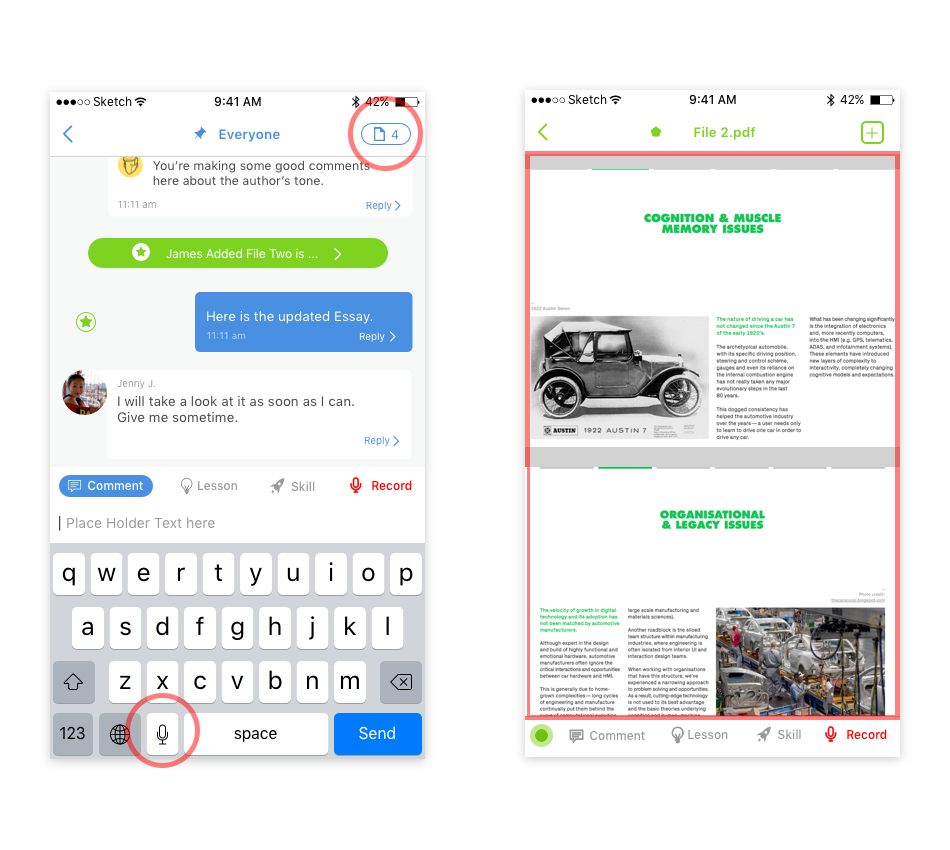 Sketch 9:41 AM 42%
Everyone 4
You're making some good comments
here about the author's tone.
11:11 am Reply
James Added File Two is ...
Here is the updated Essay.
11:11 am Reply
Jenny J.
I will take a look at it as soon as I can.
Give me sometime.
Reply
Comment Lesson Skill Record
Place Holder Text here
q w e r t y u i o p
a s d f g h j k l
z x c v b n m
123 space Send
Sketch 9:41 AM 42%
File 2.pdf
COGNITION & MUSCLE
MEMORY ISSUES
1922 Austin Seven
AUSTIN 1922 AUSTIN 7
The nature of driving a car has
not changed since the Austin 7
of the early 1920's.
The archetypical automobile,
with its specific driving position,
steering and control scheme,
gauges and even its reliance on
the internal combustion engine
has not really taken any major
evolutionary steps in the last
80 years.
This dogged consistency has
helped the automotive industry
over the years — a user needs only
to learn to drive one car in order to
drive any car.
What has been changing significantly
is the integration of electronics
and, more recently computers,
into the HMI (e.g. GPS, telematics,
ADAS, and infotainment systems).
These elements have introduced
new layers of complexity to
interactivity, completely changing
cognitive models and expectations.
ORGANISATIONAL
& LEGACY ISSUES
Photo credit:
The velocity of growth in digital
technology and its adoption has
not been matched by automotive
manufacturers.
Although expert in the design
and build of highly functional and
emotional hardware, automotive
manufacturers often ignore the
critical interactions and opportunities
between car hardware and HMI.
This is generally due to home-
grown complexities — long cycles
of engineering and manufacture
continually put them behind the
curve of computational evolution
large scale manufacturing and
materials sciences).
Another roadblock is the siloed
team structure within manufacturing
industries, where engineering is
often isolated from interior UI and
interaction design teams.
When working with organisations
that have this structure, we've
experienced a narrowing approach
to problem solving and opportunities.
As a result, cutting-edge technology
is not used to its best advantage
and the basic theories underlying
Comment Lesson Skill Record